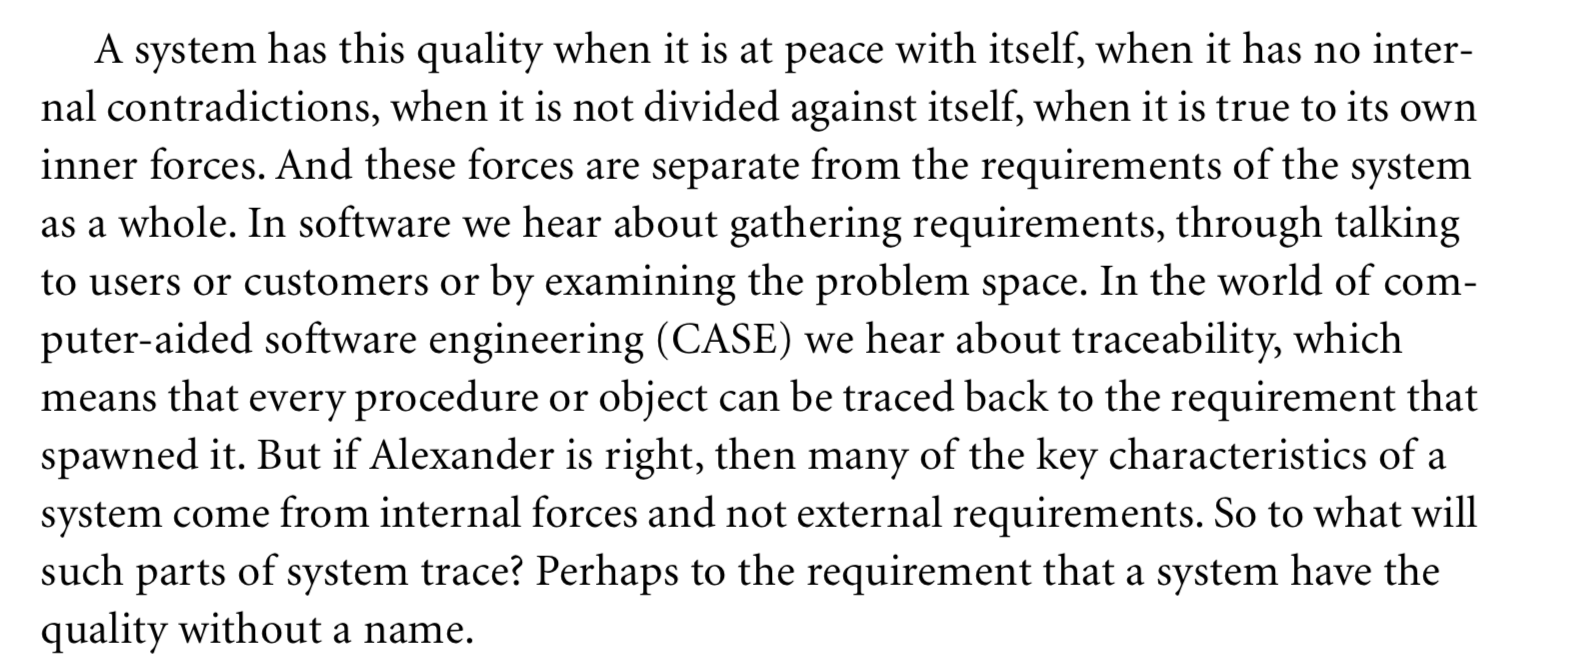 A system has this quality when it is at peace with itself, when it has no inter-
nal contradictions, when it is not divided against itself, when it is true to its own
inner forces. And these forces are separate from the requirements of the system
as a whole. In software we hear about gathering requirements, through talking
to users or customers or by examining the problem space. In the world of com-
puter-aided software engineering (CASE) we hear about traceability, which
means that every procedure or object can be traced back to the requirement that
spawned it. But if Alexander is right, then many of the key characteristics of a
system come from internal forces and not external requirements. So to what will
such parts of system trace? Perhaps to the requirement that a system have the
quality without a name.